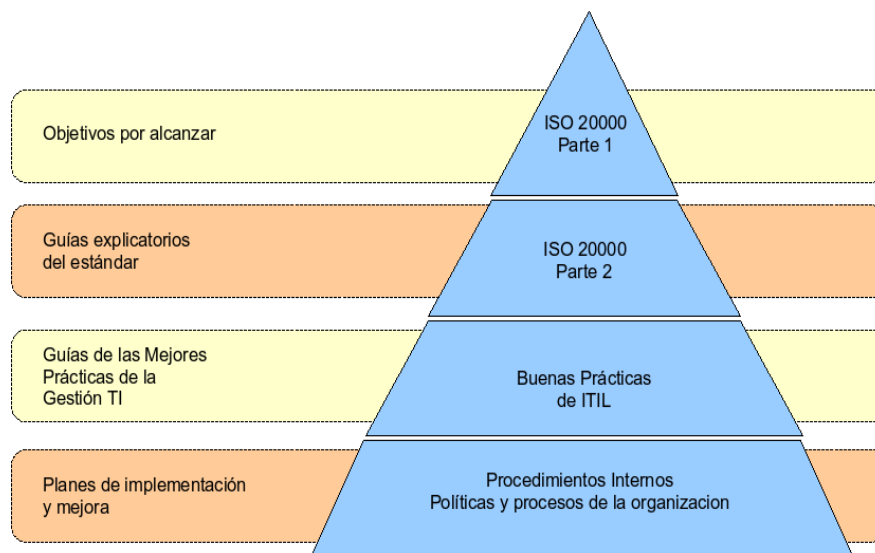 Objetivos por alcanzar
ISO 20000
Parte 1
Guías explicatorios
del estándar
ISO 20000
Parte 2
Guías de las Mejores
Prácticas de la
Gestión TI
Buenas Prácticas
de ITIL
Planes de implementación
y mejora
Procedimientos Internos
Políticas y procesos de la organizacion